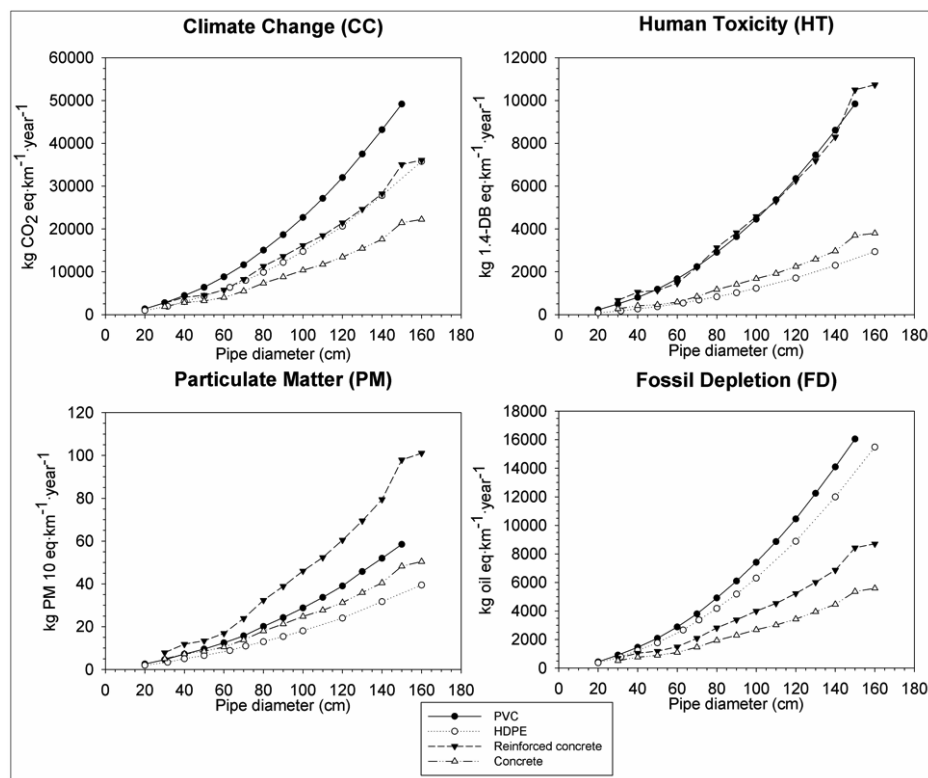 Climate Change (CC)
60000
50000
40000
30000
20000
10000
0
kg CO2 eq·km-1·year-1
0 20 40 60 80 100 120 140 160 180
Pipe diameter (cm)
Human Toxicity (HT)
12000
10000
8000
6000
4000
2000
0
kg 1.4-DB eq·km-1·year-1
0 20 40 60 80 100 120 140 160 180
Pipe diameter (cm)
Particulate Matter (PM)
120
100
80
60
40
20
0
kg PM 10 eq·km-1·year-1
0 20 40 60 80 100 120 140 160 180
Pipe diameter (cm)
Fossil Depletion (FD)
18000
16000
14000
12000
10000
8000
6000
4000
2000
0
kg oil eq·km-1·year-1
0 20 40 60 80 100 120 140 160 180
Pipe diameter (cm)
PVC
HDPE
Reinforced concrete
Concrete